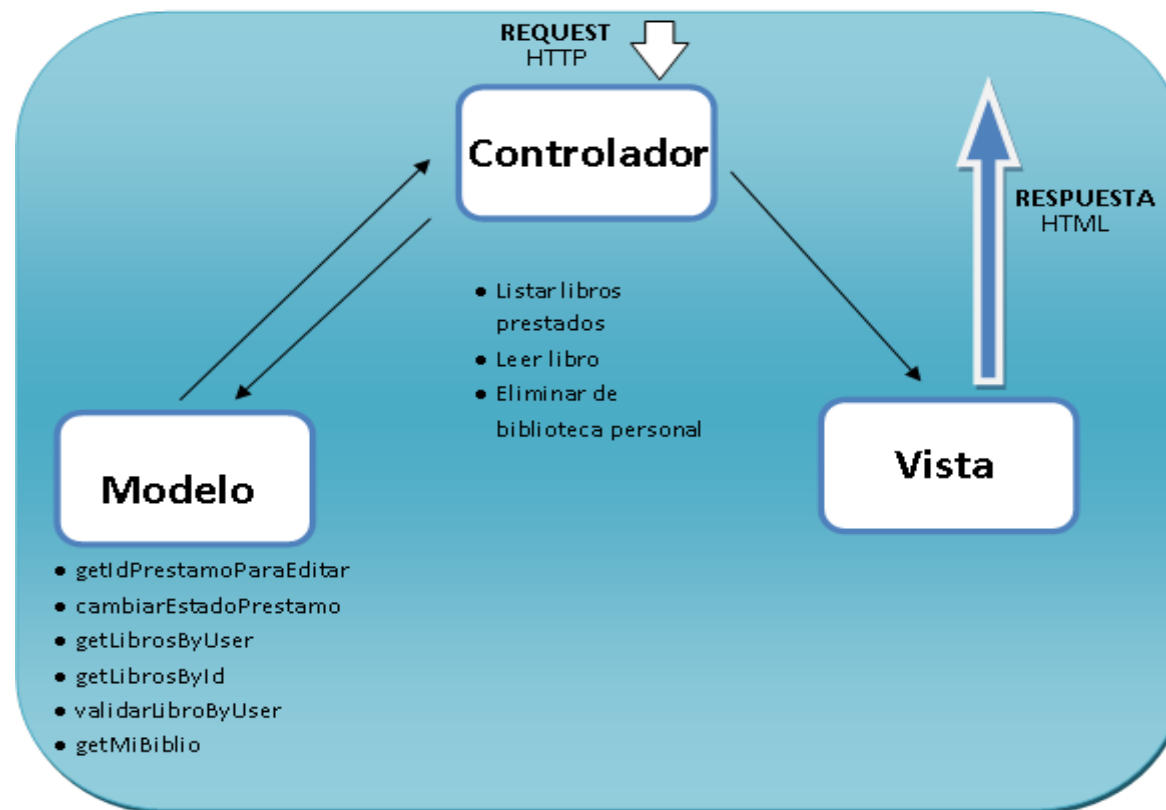 REQUEST
HTTP
Controlador
RESPUESTA
HTML
● Listar libros
prestados
● Leer libro
● Eliminar de
biblioteca personal
Modelo
Vista
● getIdPrestamoParaEditar
● cambiarEstadoPrestamo
● getLibrosByUser
● getLibrosById
● validarLibroByUser
● getMiBiblio